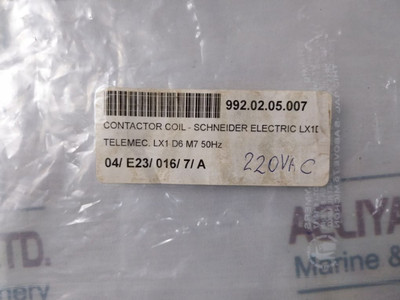 992.02.05.007
CONTACTOR COIL - SCHNEIDER ELECTRIC LX1D
TELEMEC. LX1 D6 M7 50Hz
04/ E23/ 016/ 7/ A
220VAC
TD.
Marine &